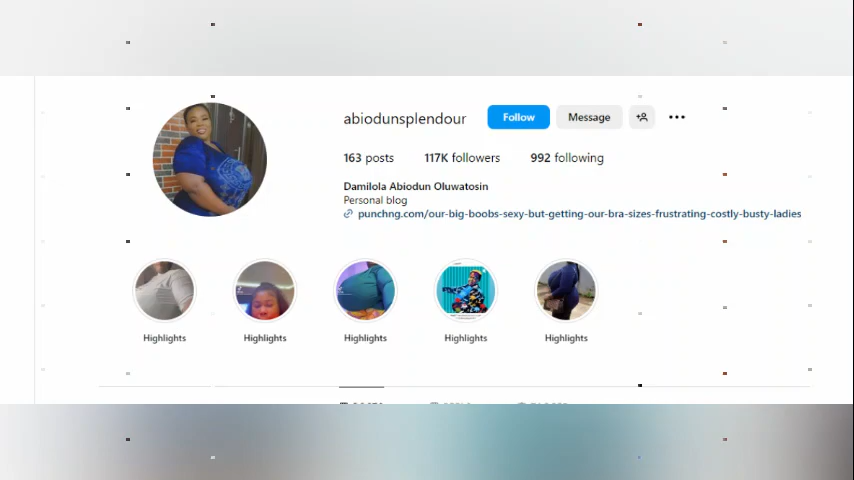 abiodunsplendour Follow Message
163 posts 117K followers 992 following
Damilola Abiodun Oluwatosin
Personal blog
punchng.com/our-big-boobs-sexy-but-getting-our-bra-sizes-frustrating-costly-busty-ladies
Highlights Highlights Highlights Highlights Highlights